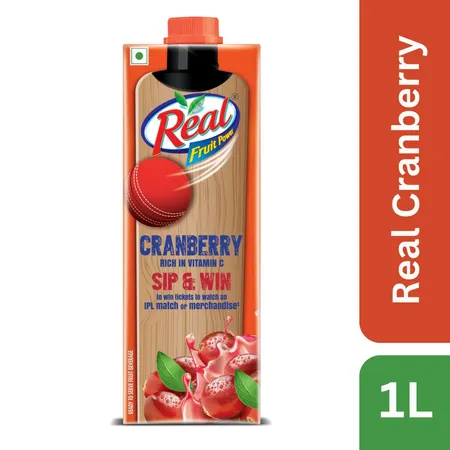 Real
Fruit Power
CRANBERRY
RICH IN VITAMIN C
SIP & WIN
to win tickets to watch an
IPL match or merchandise
READY TO SERVE FRUIT BEVERAGE
Real Cranberry
1L